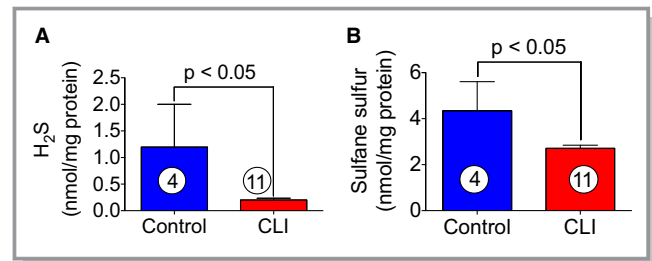 A
H2S
(nmol/mg protein)
2.5
2.0
1.5
1.0
0.5
0.0
p < 0.05
4
11
Control
CLI
B
Sulfane sulfur
(nmol/mg protein)
6
4
2
0
p < 0.05
4
11
Control
CLI